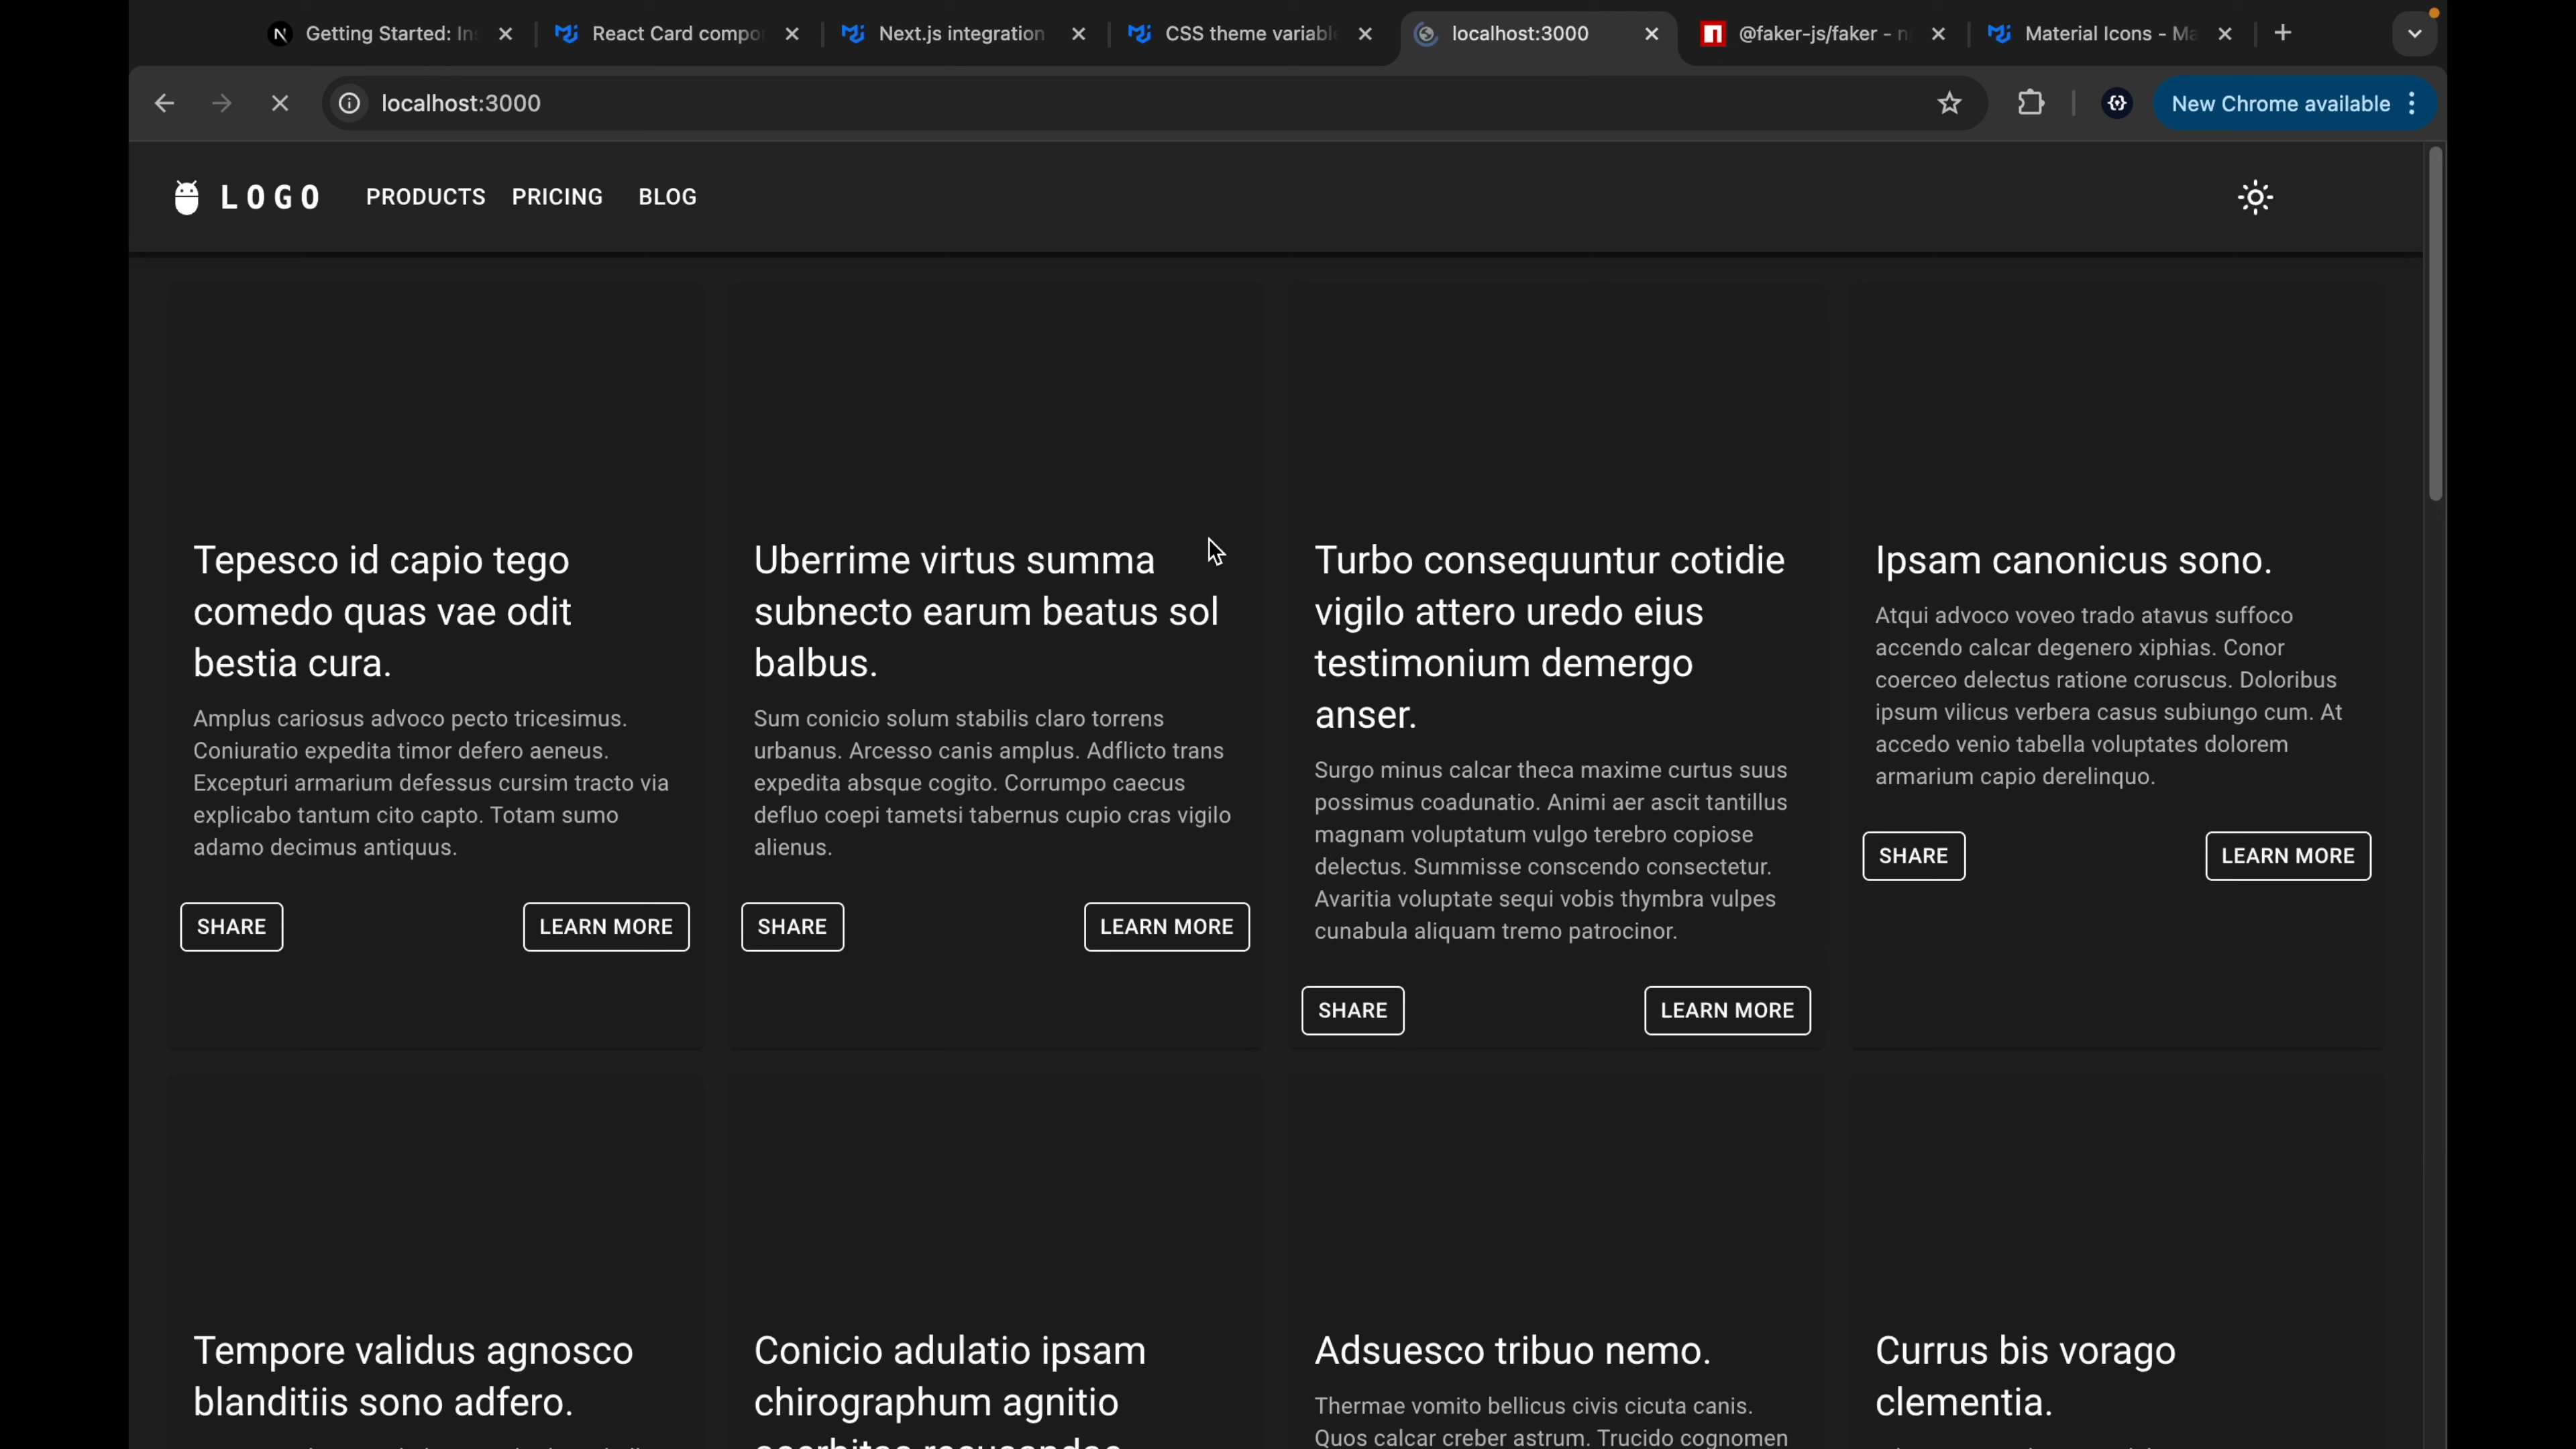 Getting Started: In
React Card compo
Next.js integration
CSS theme variabl
localhost:3000
@faker-js/faker - n
Material Icons - Ma
localhost:3000
New Chrome available
LOGO
PRODUCTS
PRICING
BLOG
Tepesco id capio tego
comedo quas vae odit
bestia cura.
Amplus cariosus advoco pecto tricesimus.
Coniuratio expedita timor defero aeneus.
Excepturi armarium defessus cursim tracto via
explicabo tantum cito capto. Totam sumo
adamo decimus antiquus.
SHARE
LEARN MORE
Uberrime virtus summa
subnecto earum beatus sol
balbus.
Sum conicio solum stabilis claro torrens
urbanus. Arcesso canis amplus. Adflicto trans
expedita absque cogito. Corrumpo caecus
defluo coepi tametsi tabernus cupio cras vigilo
alienus.
SHARE
LEARN MORE
Turbo consequuntur cotidie
vigilo attero uredo eius
testimonium demergo
anser.
Surgo minus calcar theca maxime curtus suus
possimus coadunatio. Animi aer ascit tantillus
magnam voluptatum vulgo terebro copiose
delectus. Summisse conscendo consectetur.
Avaritia voluptate sequi vobis thymbra vulpes
cunabula aliquam tremo patrocinor.
SHARE
LEARN MORE
Ipsam canonicus sono.
Atqui advoco voveo trado atavus suffoco
accendo calcar degenero xiphias. Conor
coerceo delectus ratione coruscus. Doloribus
ipsum vilicus verbera casus subiungo cum. At
accedo venio tabella voluptates dolorem
armarium capio derelinquo.
SHARE
LEARN MORE
Tempore validus agnosco
blanditiis sono adfero.
Conicio adulatio ipsam
chirographum agnitio
Adsuesco tribuo nemo.
Thermae vomito bellicus civis cicuta canis.
Quos calcar creber astrum. Trucido cognomen
Currus bis vorago
clementia.